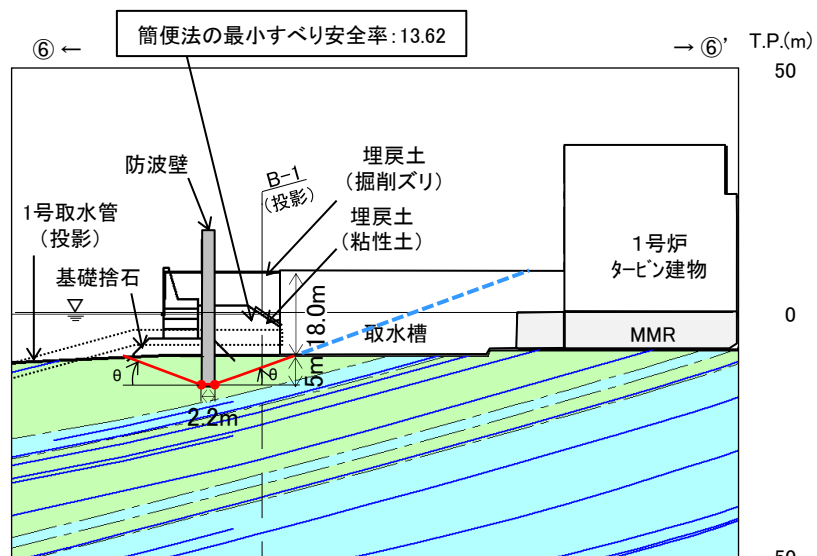 簡便法の最小すべり安全率:13.62
⑥ ←
→ ⑥'
T.P.(m)
50
防波壁
B-1
(投影)
埋戻土
(掘削ズリ)
1号取水管
(投影)
埋戻土
(粘性土)
基礎捨石
1号炉
タービン建物
0
18.0m
取水槽
MMR
θ
θ
5m
2.2m
50